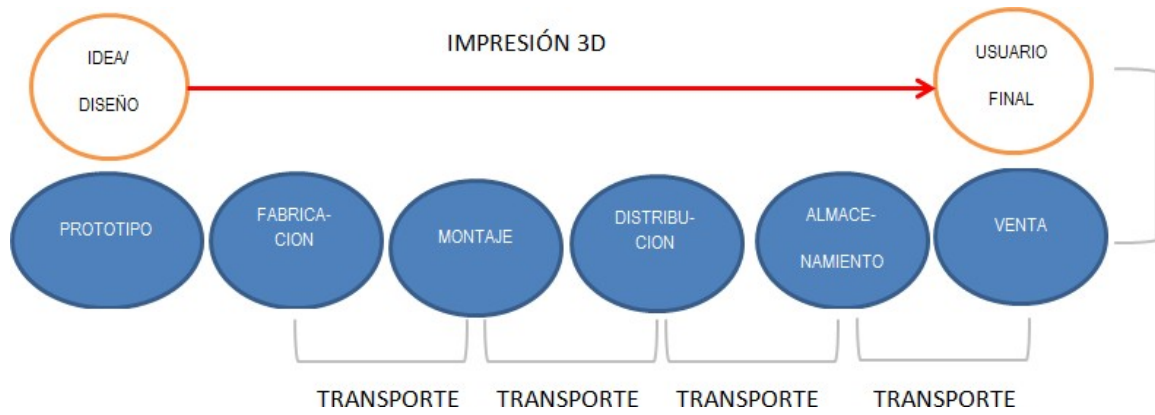 IMPRESIÓN 3D
IDEA/
DISEÑO
USUARIO
FINAL
PROTOTIPO
FABRICA-
CION
MONTAJE
DISTRIBU-
CION
ALMACE-
NAMIENTO
VENTA
TRANSPORTE
TRANSPORTE
TRANSPORTE
TRANSPORTE